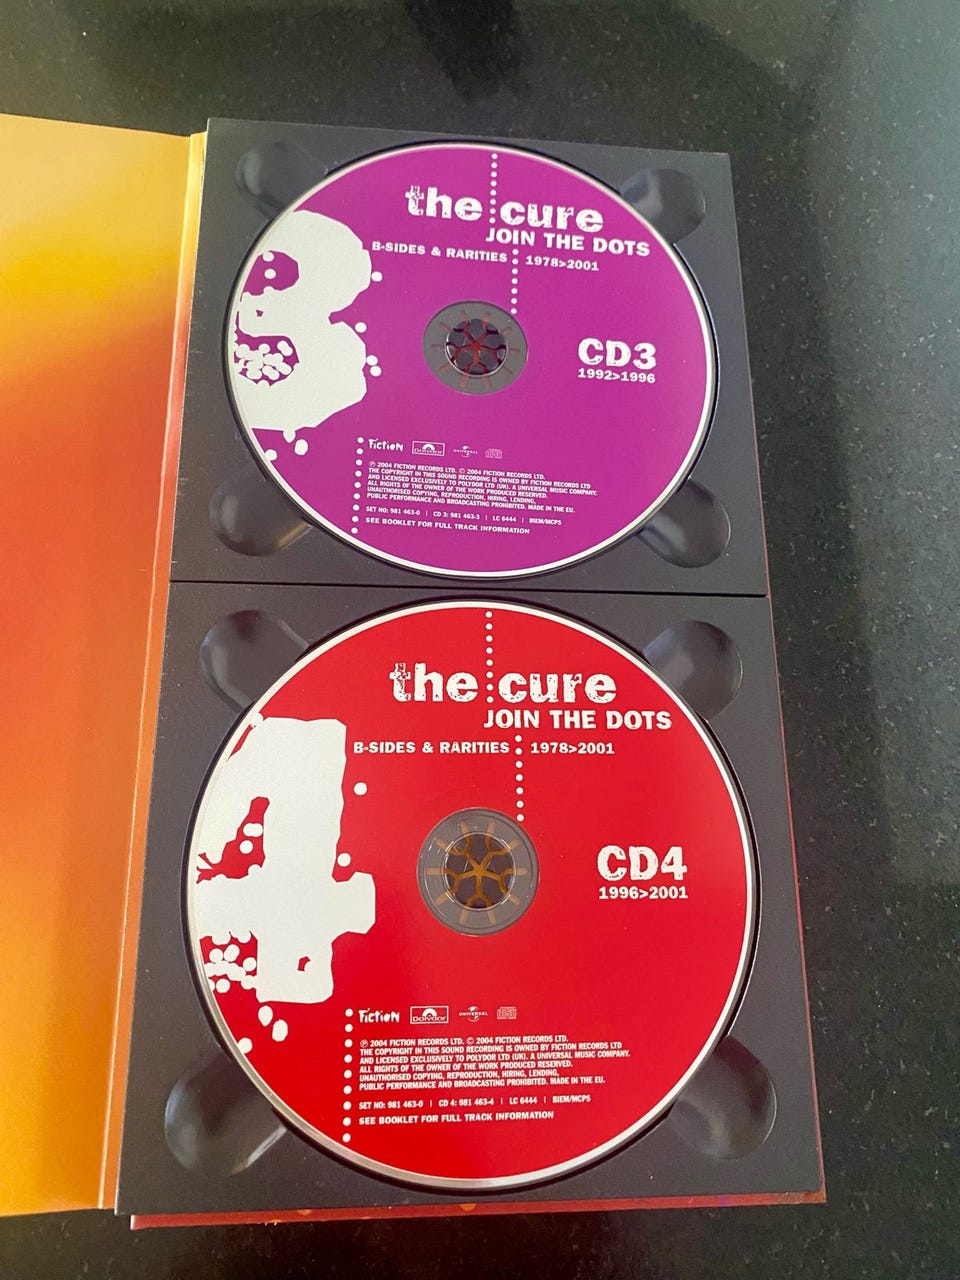 the cure
JOIN THE DOTS
B-SIDES & RARITIES 1978>2001
3
CD3
1992>1996
Fiction Polydor UNIVERSAL disc
℗ 2004 FICTION RECORDS LTD. © 2004 FICTION RECORDS LTD.
THE COPYRIGHT IN THIS SOUND RECORDING IS OWNED BY FICTION RECORDS LTD
AND LICENSED EXCLUSIVELY TO POLYDOR LTD (UK). A UNIVERSAL MUSIC COMPANY.
ALL RIGHTS OF THE OWNER OF THE WORK PRODUCED RESERVED.
UNAUTHORISED COPYING, REPRODUCTION, HIRING, LENDING,
PUBLIC PERFORMANCE AND BROADCASTING PROHIBITED. MADE IN THE EU.
SET NO: 981 463-0 | CD 3: 981 463-3 | LC 6444 | BIEM/MCPS
SEE BOOKLET FOR FULL TRACK INFORMATION
the cure
JOIN THE DOTS
B-SIDES & RARITIES 1978>2001
4
CD4
1996>2001
Fiction Polydor UNIVERSAL disc
℗ 2004 FICTION RECORDS LTD. © 2004 FICTION RECORDS LTD.
THE COPYRIGHT IN THIS SOUND RECORDING IS OWNED BY FICTION RECORDS LTD
AND LICENSED EXCLUSIVELY TO POLYDOR LTD (UK). A UNIVERSAL MUSIC COMPANY.
ALL RIGHTS OF THE OWNER OF THE WORK PRODUCED RESERVED.
UNAUTHORISED COPYING, REPRODUCTION, HIRING, LENDING,
PUBLIC PERFORMANCE AND BROADCASTING PROHIBITED. MADE IN THE EU.
SET NO: 981 463-0 | CD 4: 981 463-4 | LC 6444 | BIEM/MCPS
SEE BOOKLET FOR FULL TRACK INFORMATION